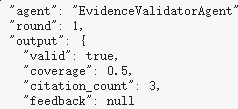 "agent": "EvidenceValidatorAgent"
"round": 1,
"output": {
"valid": true,
"coverage": 0.5,
"citation_count": 3,
"feedback": null